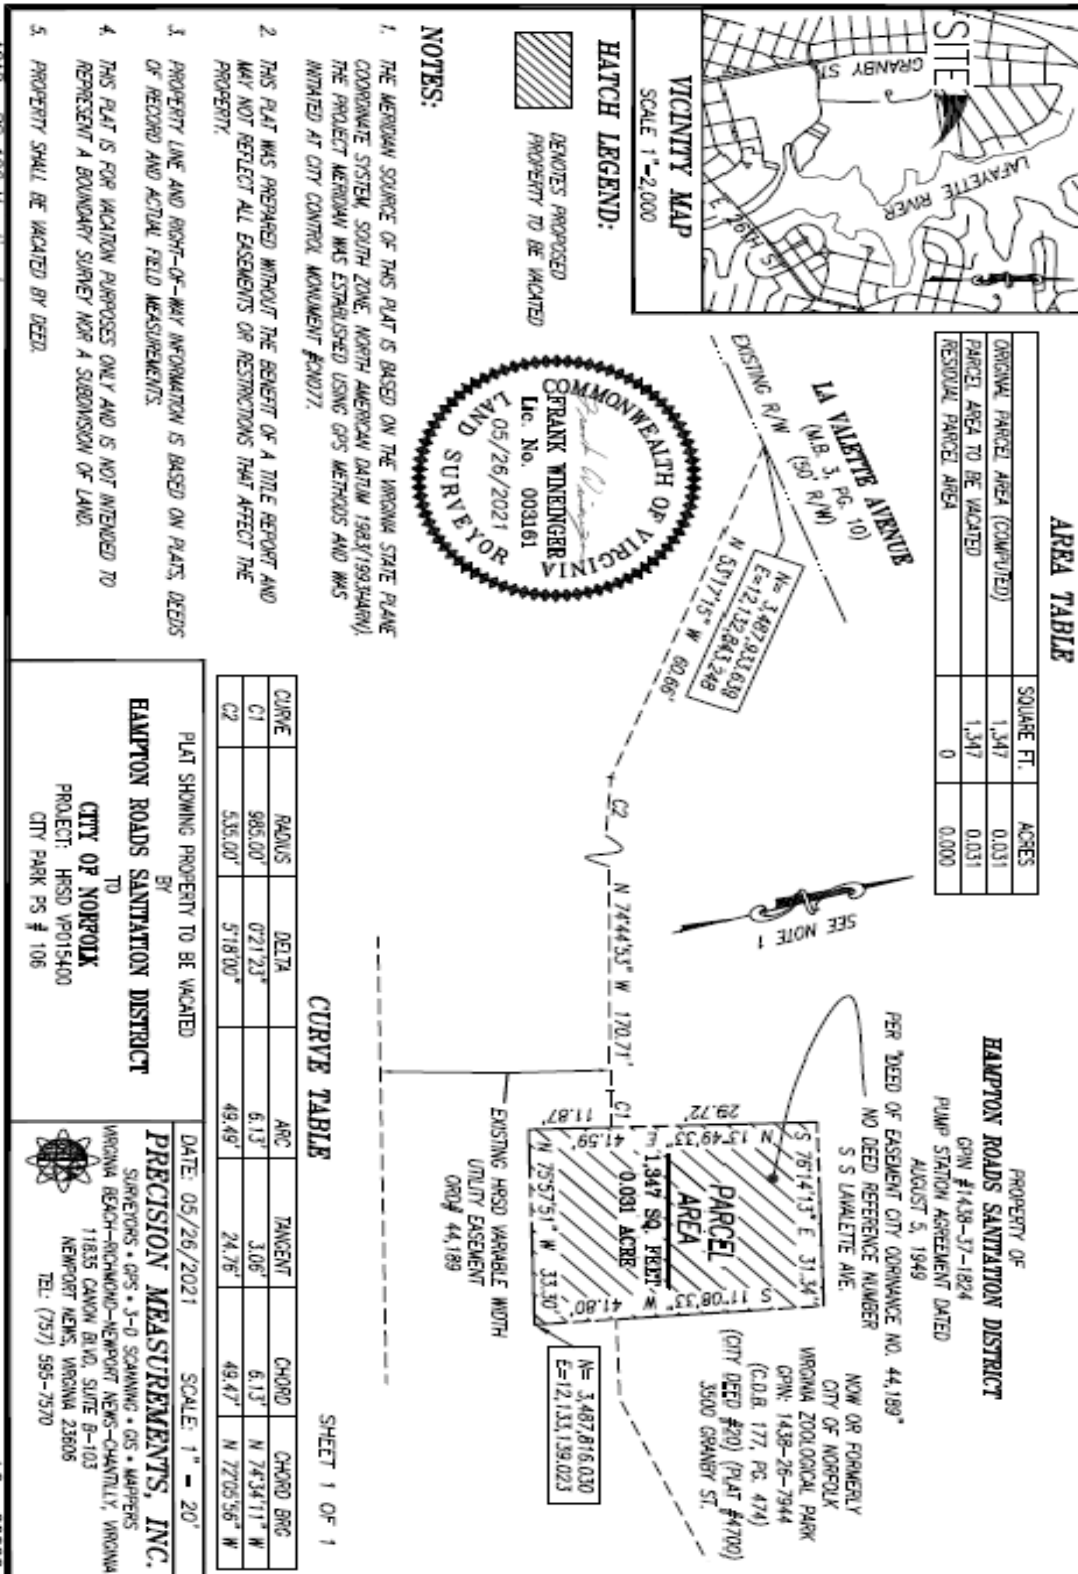 SITE
GRANBY ST.
LAFAYETTE RIVER
E 26TH ST
VICINITY MAP
SCALE 1"=2,000
HATCH LEGEND:
DENOTES PROPOSED
PROPERTY TO BE VACATED
NOTES:
1. THE MERIDIAN SOURCE OF THIS PLAT IS BASED ON THE VIRGINIA STATE PLANE
COORDINATE SYSTEM, SOUTH ZONE, NORTH AMERICAN DATUM 1983/(1993HARN).
THE PROJECT MERIDIAN WAS ESTABLISHED USING GPS METHODS AND WAS
INITIATED AT CITY CONTROL MONUMENT #CN077.
2. THIS PLAT WAS PREPARED WITHOUT THE BENEFIT OF A TITLE REPORT AND
MAY NOT REFLECT ALL EASEMENTS OR RESTRICTIONS THAT AFFECT THE
PROPERTY.
3. PROPERTY LINE AND RIGHT-OF-WAY INFORMATION IS BASED ON PLATS, DEEDS
OF RECORD AND ACTUAL FIELD MEASUREMENTS.
4. THIS PLAT IS FOR VACATION PURPOSES ONLY AND IS NOT INTENDED TO
REPRESENT A BOUNDARY SURVEY NOR A SUBDIVISION OF LAND.
5. PROPERTY SHALL BE VACATED BY DEED.
AREA TABLE
SQUARE FT. ACRES
ORIGINAL PARCEL AREA (COMPUTED) 1,347 0.031
PARCEL AREA TO BE VACATED 1,347 0.031
RESIDUAL PARCEL AREA 0 0.000
LA VALETTE AVENUE
(M.B. 3, PG. 10)
(50' R/W)
EXISTING R/W
N= 3,487,933.639
E=12,132,843.248
N 53°17'15" W 60.66'
COMMONWEALTH OF VIRGINIA
FRANK WINEINGER
Lic. No. 003161
05/26/2021
LAND SURVEYOR
C2
N 74°44'53" W 170.71'
C1
SEE NOTE 1
PROPERTY OF
HAMPTON ROADS SANITATION DISTRICT
GPIN #1438-37-1824
PUMP STATION AGREEMENT DATED
AUGUST 5, 1949
PER "DEED OF EASEMENT CITY ORDINANCE NO. 44,189"
NO DEED REFERENCE NUMBER
S S LAVALETTE AVE.
S 76°14'13" E 31.34'
29.72'
11.87'
N 13°49'33" E
41.59'
PARCEL
AREA
1,347 SQ. FEET
0.031 ACRE
S 11°08'33" W
41.80'
N 75°57'51" W 33.30'
NOW OR FORMERLY
CITY OF NORFOLK
VIRGINIA ZOOLOGICAL PARK
GPIN: 1438-26-7944
(C.D.B. 177, PG. 474)
(CITY DEED #20) (PLAT #4700)
3500 GRANBY ST.
N= 3,487,816.030
E=12,133,139.023
EXISTING HRSD VARIABLE WIDTH
UTILITY EASEMENT
ORD# 44,189
CURVE TABLE
CURVE RADIUS DELTA ARC TANGENT CHORD CHORD BRG
C1 985.00' 0°21'23" 6.13' 3.06' 6.13' N 74°34'11" W
C2 535.00' 5°18'00" 49.49' 24.76' 49.47' N 72°05'56" W
SHEET 1 OF 1
PLAT SHOWING PROPERTY TO BE VACATED
BY
HAMPTON ROADS SANITATION DISTRICT
TO
CITY OF NORFOLK
PROJECT: HRSD VP015400
CITY PARK PS # 106
DATE: 05/26/2021 SCALE: 1" = 20'
PRECISION MEASUREMENTS, INC.
SURVEYORS • GPS • 3-D SCANNING • GIS • MAPPERS
VIRGINIA BEACH-RICHMOND-NEWPORT NEWS-CHANTILLY, VIRGINIA
11835 CANON BLVD, SUITE B-103
NEWPORT NEWS, VIRGINIA 23606
TEL: (757) 595-7570